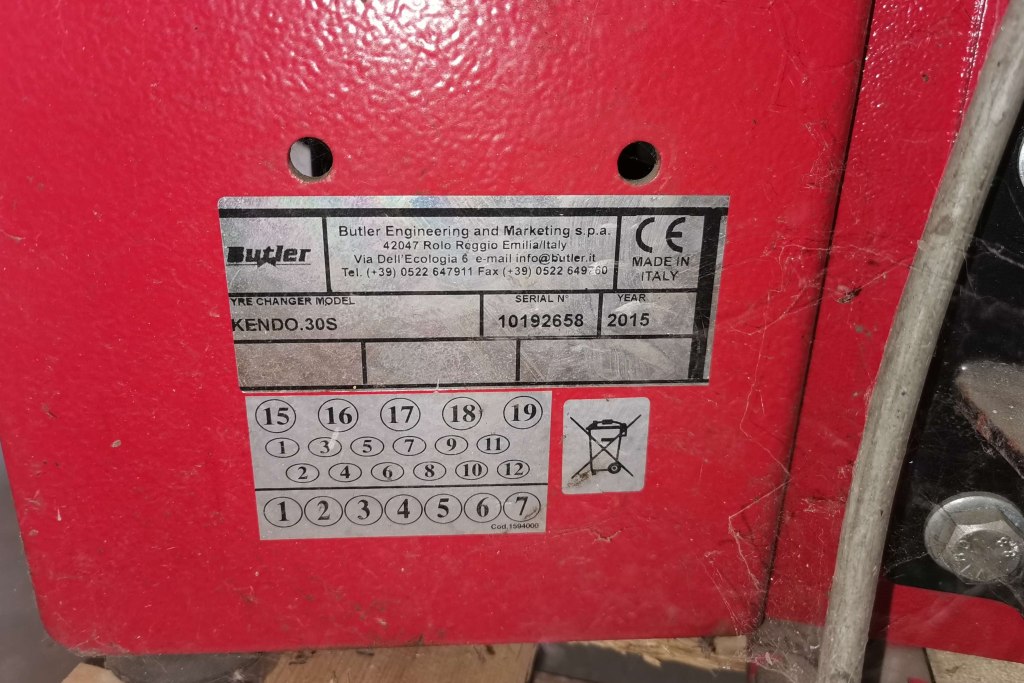 Butler
Butler Engineering and Marketing s.p.a.
42047 Rolo Reggio Emilia/Italy
Via Dell'Ecologia 6 e-mail info@butler.it
Tel. (+39) 0522 647911 Fax (+39) 0522 649760
CE
MADE IN
ITALY
YRE CHANGER MODEL
KENDO.30S
SERIAL N°
10192658
YEAR
2015
15 16 17 18 19
1 3 5 7 9 11
2 4 6 8 10 12
1 2 3 4 5 6 7
Cod.1594000